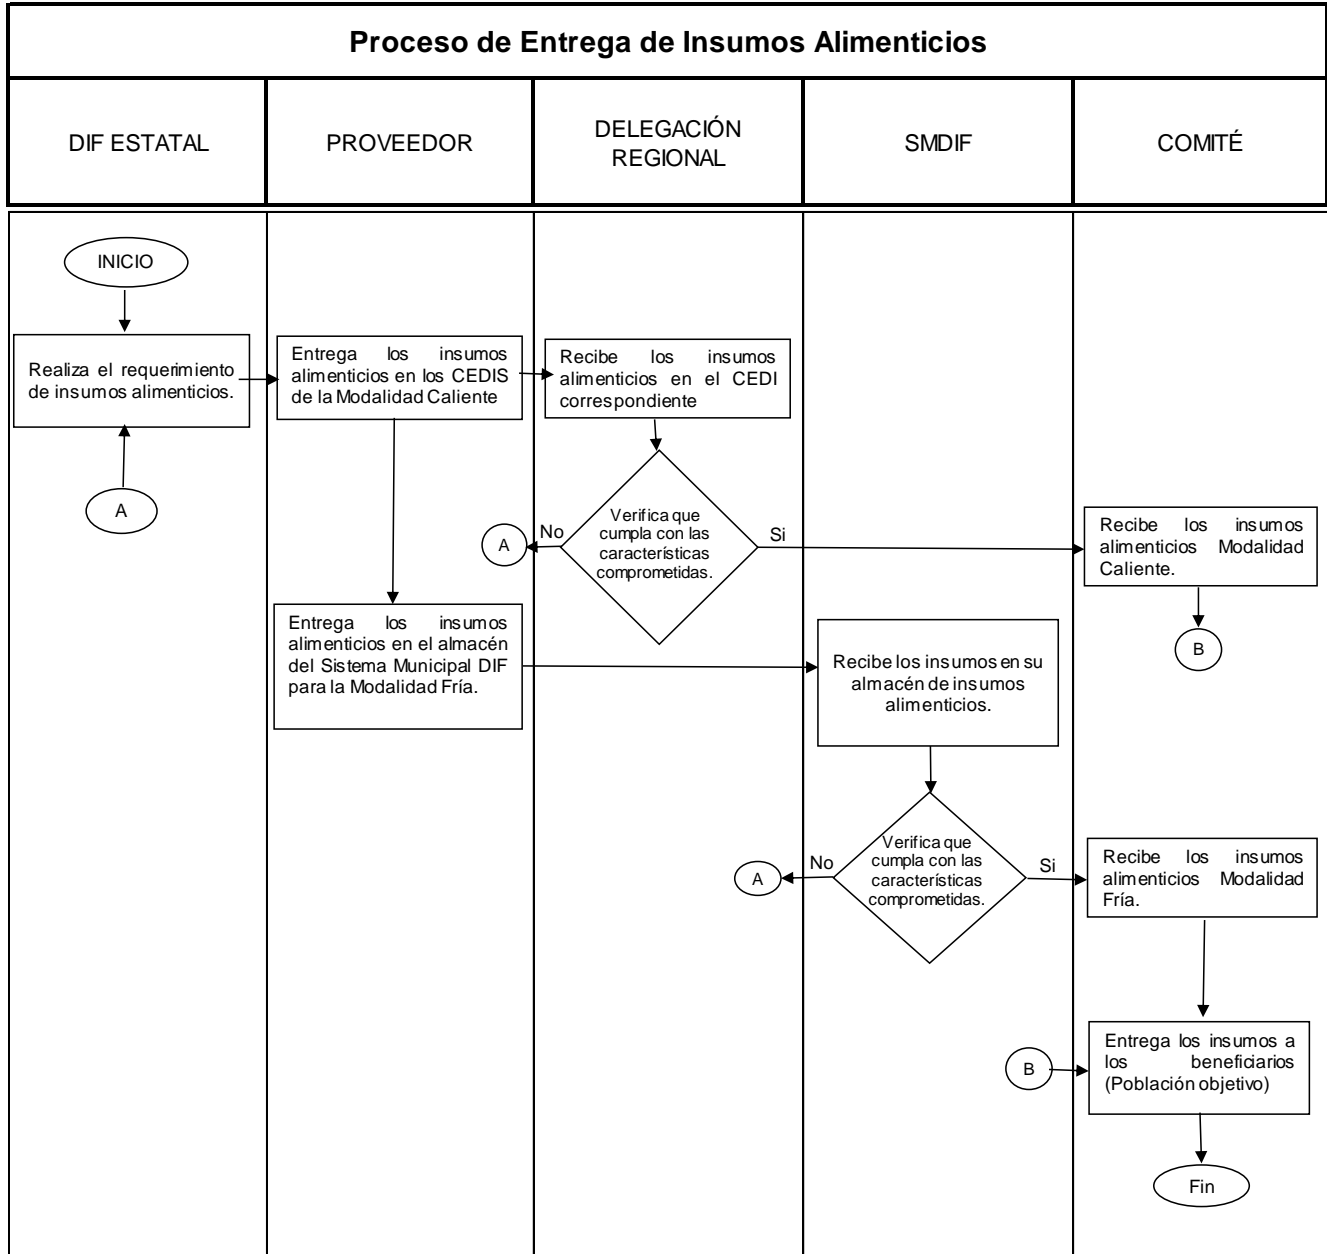 Proceso de Entrega de Insumos Alimenticios
DIF ESTATAL
PROVEEDOR
DELEGACIÓN
REGIONAL
SMDIF
COMITÉ
INICIO
Realiza el requerimiento
de insumos alimenticios.
A
Entrega los insumos
alimenticios en los CEDIS
de la Modalidad Caliente
Recibe los insumos
alimenticios en el CEDI
correspondiente
Verifica que
cumpla con las
características
comprometidas.
No
A
Si
Recibe los insumos
alimenticios Modalidad
Caliente.
B
Entrega los insumos
alimenticios en el almacén
del Sistema Municipal DIF
para la Modalidad Fría.
Recibe los insumos en su
almacén de insumos
alimenticios.
Verifica que
cumpla con las
características
comprometidas.
No
A
Si
Recibe los insumos
alimenticios Modalidad
Fría.
B
Entrega los insumos a
los beneficiarios
(Población objetivo)
Fin